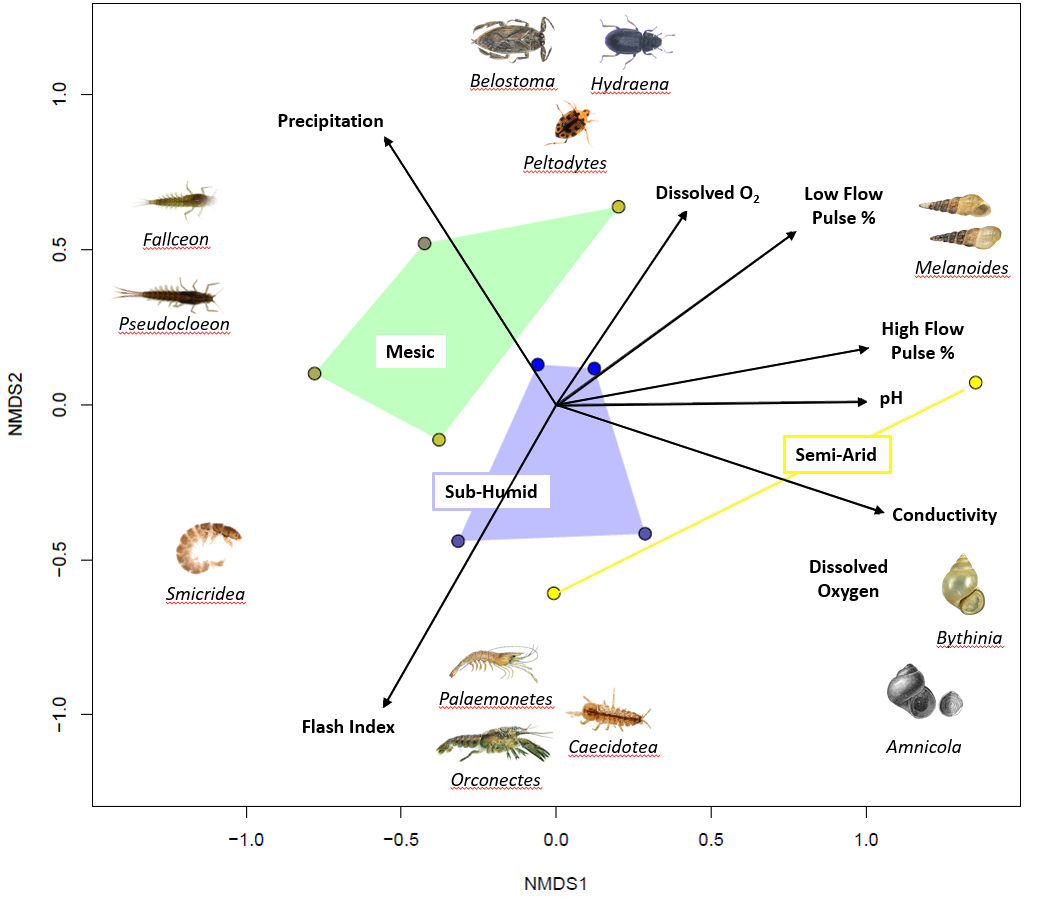 Belostoma
Hydraena
1.0
Precipitation
Peltodytes
Dissolved O₂
Low Flow
Pulse %
Fallceon
0.5
Melanoides
Pseudocloeon
High Flow
Pulse %
Mesic
NMDS2
0.0
pH
Semi-Arid
Sub-Humid
Conductivity
−0.5
Dissolved
Oxygen
Smicridea
Bythinia
Palaemonetes
−1.0
Flash Index
Caecidotea
Amnicola
Orconectes
−1.0
−0.5
0.0
0.5
1.0
NMDS1